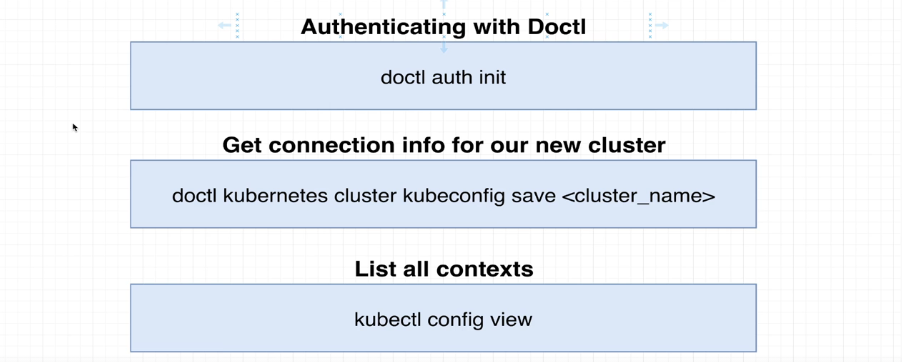 Authenticating with Doctl
doctl auth init
Get connection info for our new cluster
doctl kubernetes cluster kubeconfig save <cluster_name>
List all contexts
kubectl config view